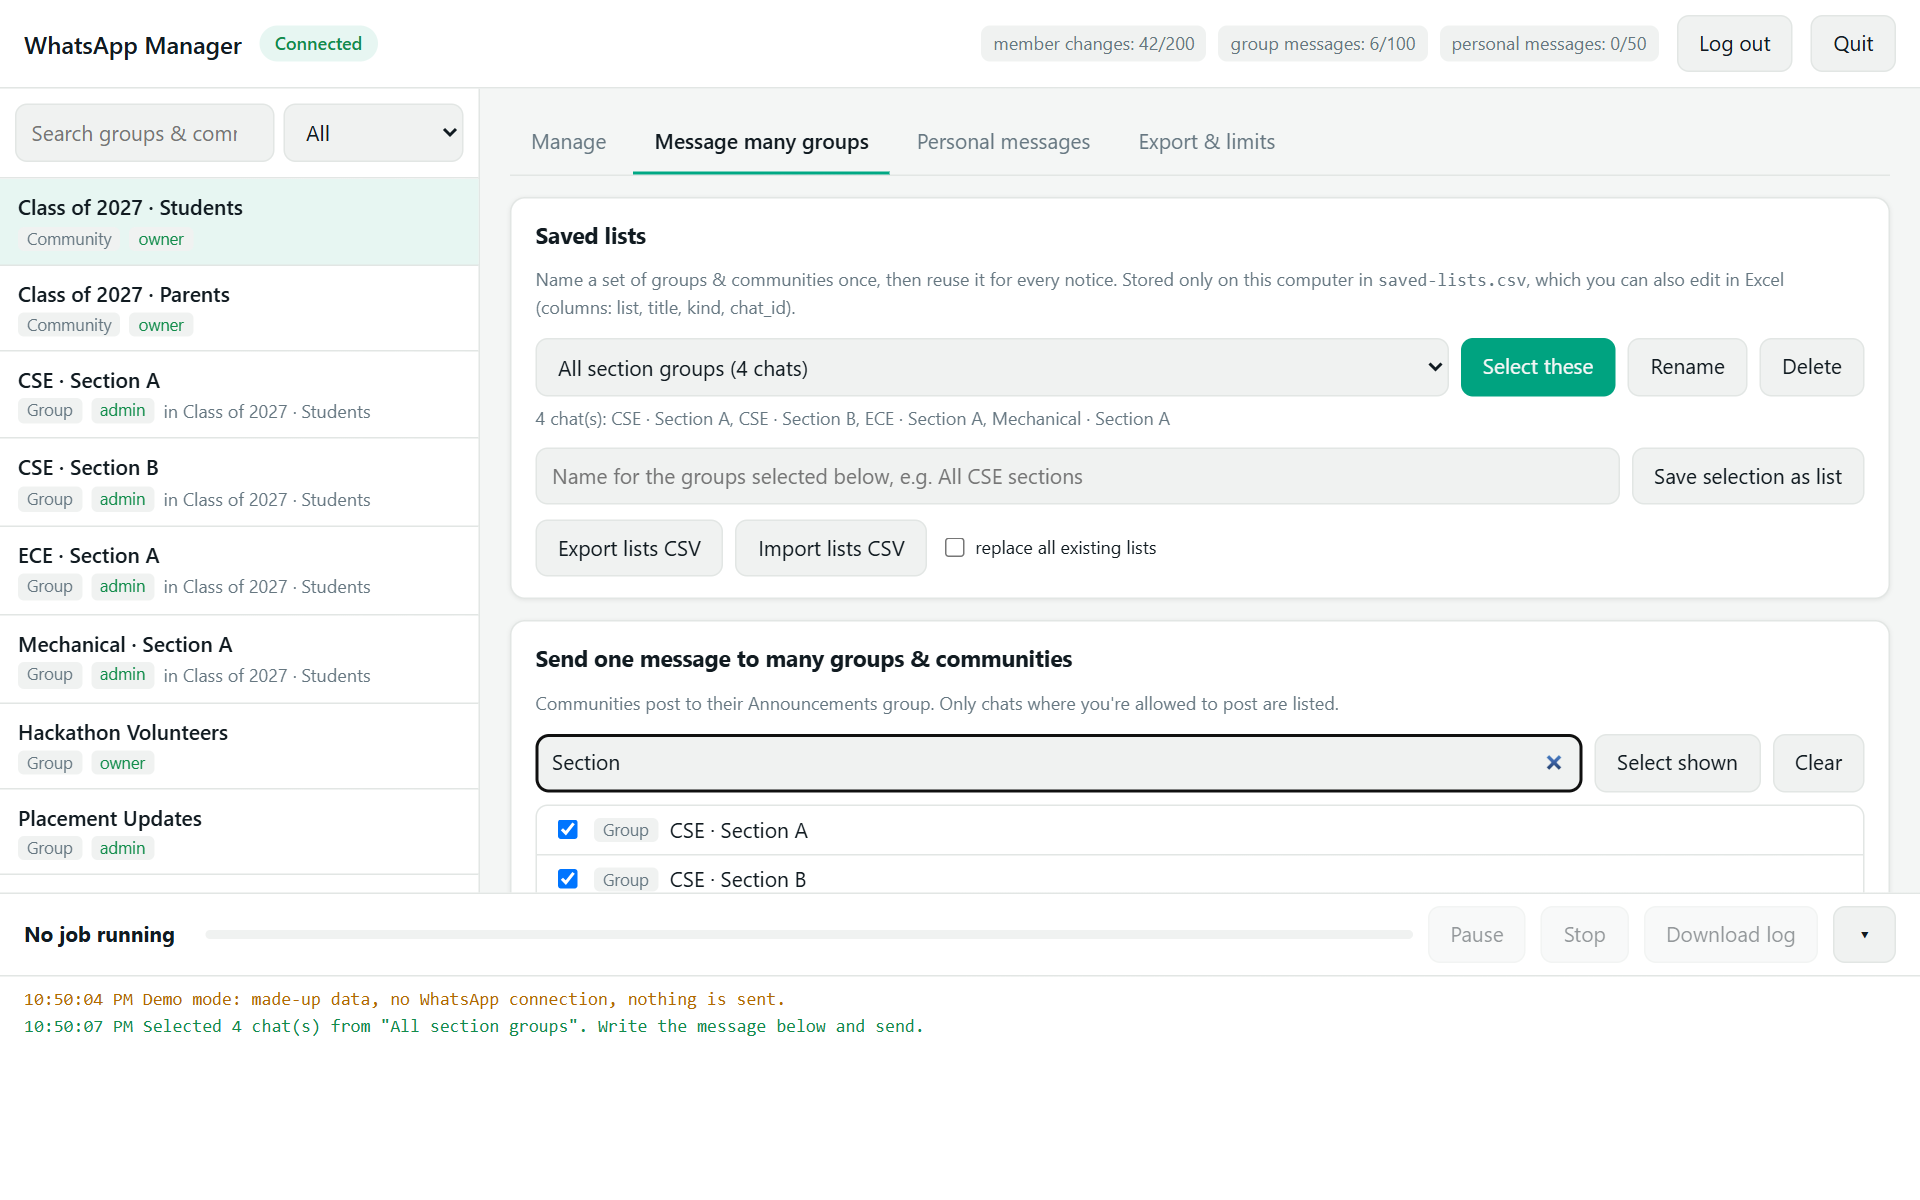 WhatsApp Manager
Connected
member changes: 42/200
group messages: 6/100
personal messages: 0/50
Log out
Quit
Search groups & comm
All
Class of 2027 · Students
Community owner
Class of 2027 · Parents
Community owner
CSE · Section A
Group admin in Class of 2027 · Students
CSE · Section B
Group admin in Class of 2027 · Students
ECE · Section A
Group admin in Class of 2027 · Students
Mechanical · Section A
Group admin in Class of 2027 · Students
Hackathon Volunteers
Group owner
Placement Updates
Group admin
Manage
Message many groups
Personal messages
Export & limits
Saved lists
Name a set of groups & communities once, then reuse it for every notice. Stored only on this computer in saved-lists.csv, which you can also edit in Excel
(columns: list, title, kind, chat_id).
All section groups (4 chats)
Select these
Rename
Delete
4 chat(s): CSE · Section A, CSE · Section B, ECE · Section A, Mechanical · Section A
Name for the groups selected below, e.g. All CSE sections
Save selection as list
Export lists CSV
Import lists CSV
replace all existing lists
Send one message to many groups & communities
Communities post to their Announcements group. Only chats where you're allowed to post are listed.
Section
Select shown
Clear
Group CSE · Section A
Group CSE · Section B
No job running
Pause
Stop
Download log
10:50:04 PM Demo mode: made-up data, no WhatsApp connection, nothing is sent.
10:50:07 PM Selected 4 chat(s) from "All section groups". Write the message below and send.